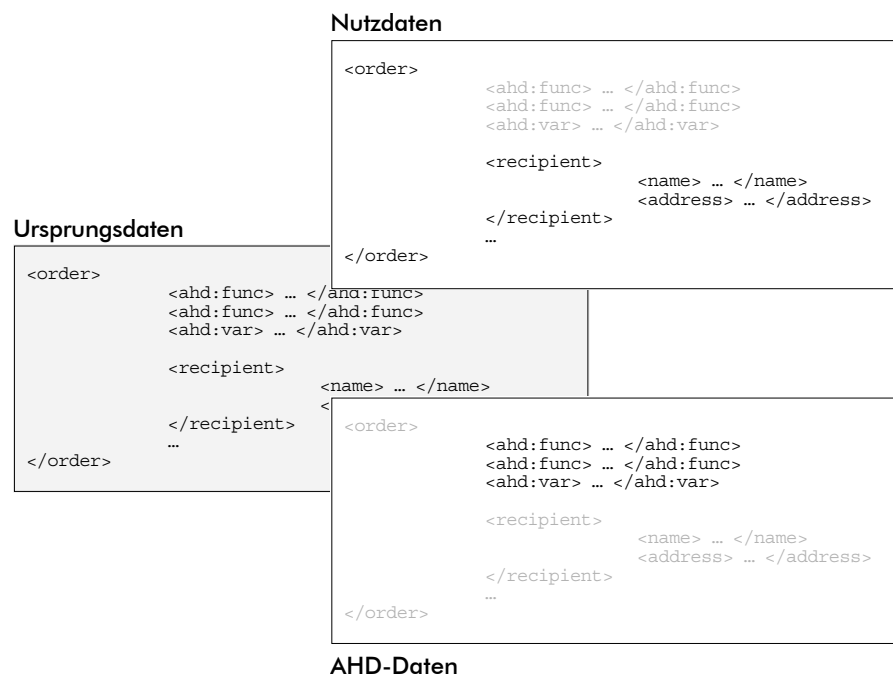 Nutzdaten
<order>
<ahd:func> … </ahd:func>
<ahd:func> … </ahd:func>
<ahd:var> … </ahd:var>
<recipient>
<name> … </name>
<address> … </address>
</recipient>
…
</order>
Ursprungsdaten
<order>
<ahd:func> … </ahd:func>
<ahd:func> … </ahd:func>
<ahd:var> … </ahd:var>
<recipient>
<name> … </name>
<
</recipient>
…
</order>
<order>
<ahd:func> … </ahd:func>
<ahd:func> … </ahd:func>
<ahd:var> … </ahd:var>
<recipient>
<name> … </name>
<address> … </address>
</recipient>
…
</order>
AHD-Daten